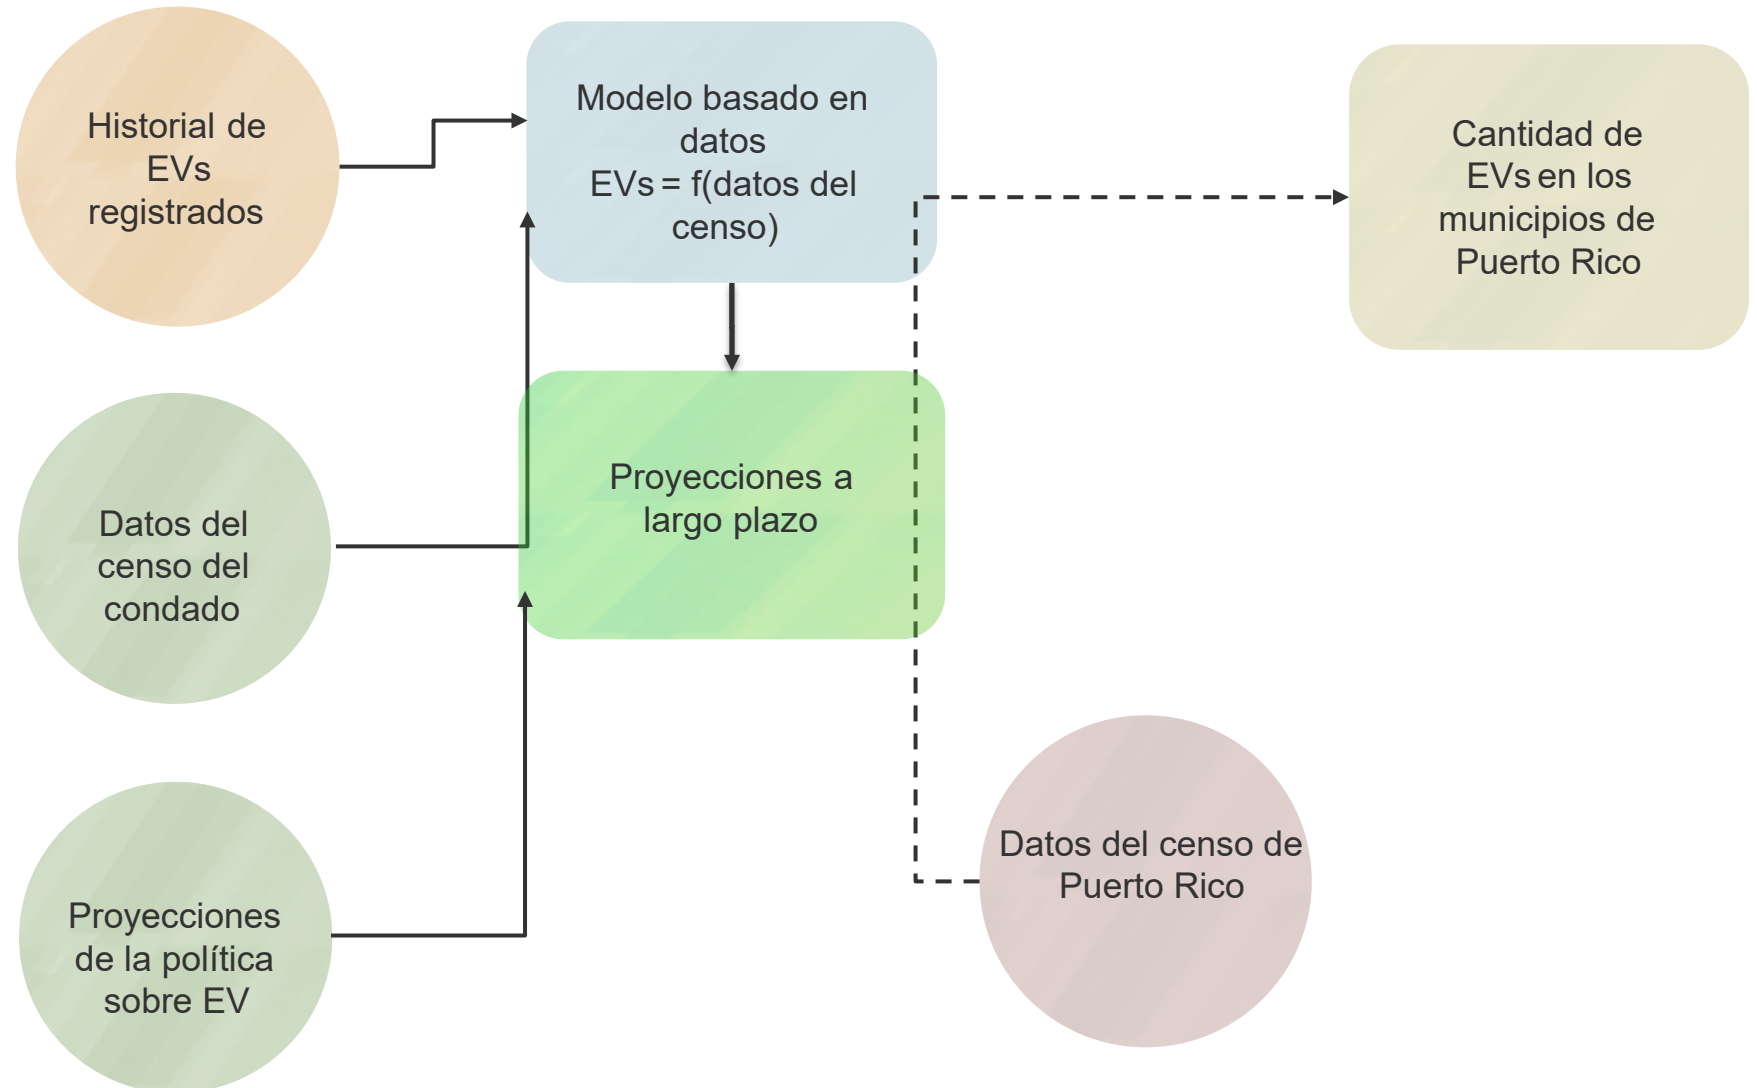 Historial de
EVs
registrados
Modelo basado en
datos
EVs = f(datos del
censo)
Cantidad de
EVs en los
municipios de
Puerto Rico
Datos del
censo del
condado
Proyecciones a
largo plazo
Proyecciones
de la política
sobre EV
Datos del censo de
Puerto Rico